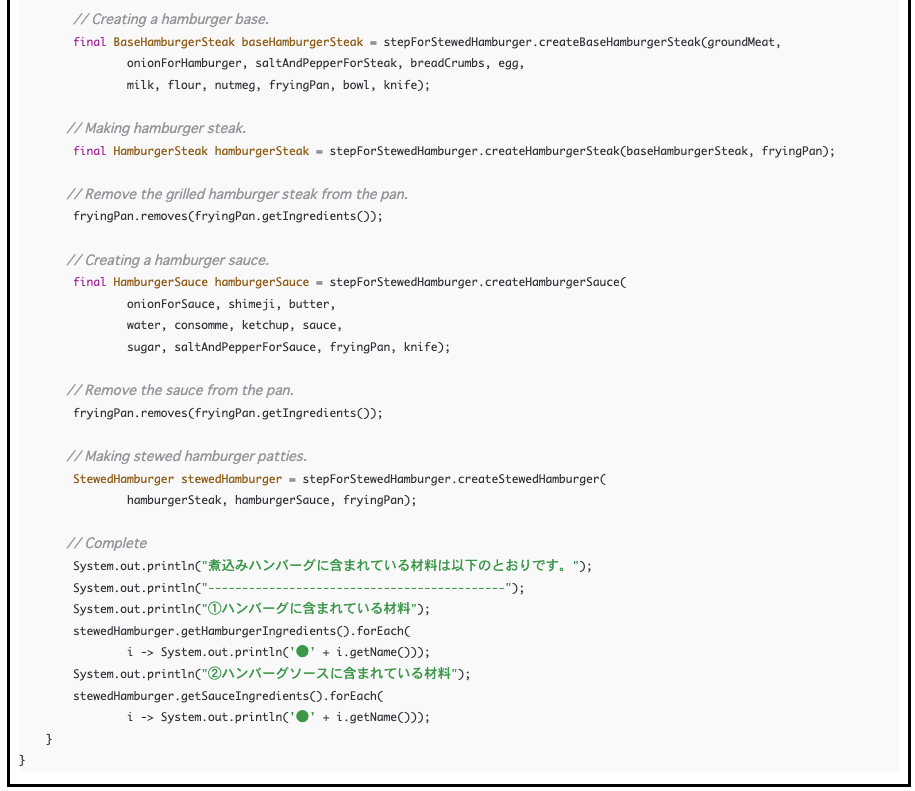 // Creating a hamburger base.
final BaseHamburgerSteak baseHamburgerSteak = stepForStewedHamburger.createBaseHamburgerSteak(groundMeat,
onionForHamburger, saltAndPepperForSteak, breadCrumbs, egg,
milk, flour, nutmeg, fryingPan, bowl, knife);
// Making hamburger steak.
final HamburgerSteak hamburgerSteak = stepForStewedHamburger.createHamburgerSteak(baseHamburgerSteak, fryingPan);
// Remove the grilled hamburger steak from the pan.
fryingPan.removes(fryingPan.getIngredients());
// Creating a hamburger sauce.
final HamburgerSauce hamburgerSauce = stepForStewedHamburger.createHamburgerSauce(
onionForSauce, shimeji, butter,
water, consomme, ketchup, sauce,
sugar, saltAndPepperForSauce, fryingPan, knife);
// Remove the sauce from the pan.
fryingPan.removes(fryingPan.getIngredients());
// Making stewed hamburger patties.
StewedHamburger stewedHamburger = stepForStewedHamburger.createStewedHamburger(
hamburgerSteak, hamburgerSauce, fryingPan);
// Complete
System.out.println("煮込みハンバーグに含まれている材料は以下のとおりです。");
System.out.println("--------------------------------------------");
System.out.println("①ハンバーグに含まれている材料");
stewedHamburger.getHamburgerIngredients().forEach(
i -> System.out.println('●' + i.getName()));
System.out.println("②ハンバーグソースに含まれている材料");
stewedHamburger.getSauceIngredients().forEach(
i -> System.out.println('●' + i.getName()));
}
}